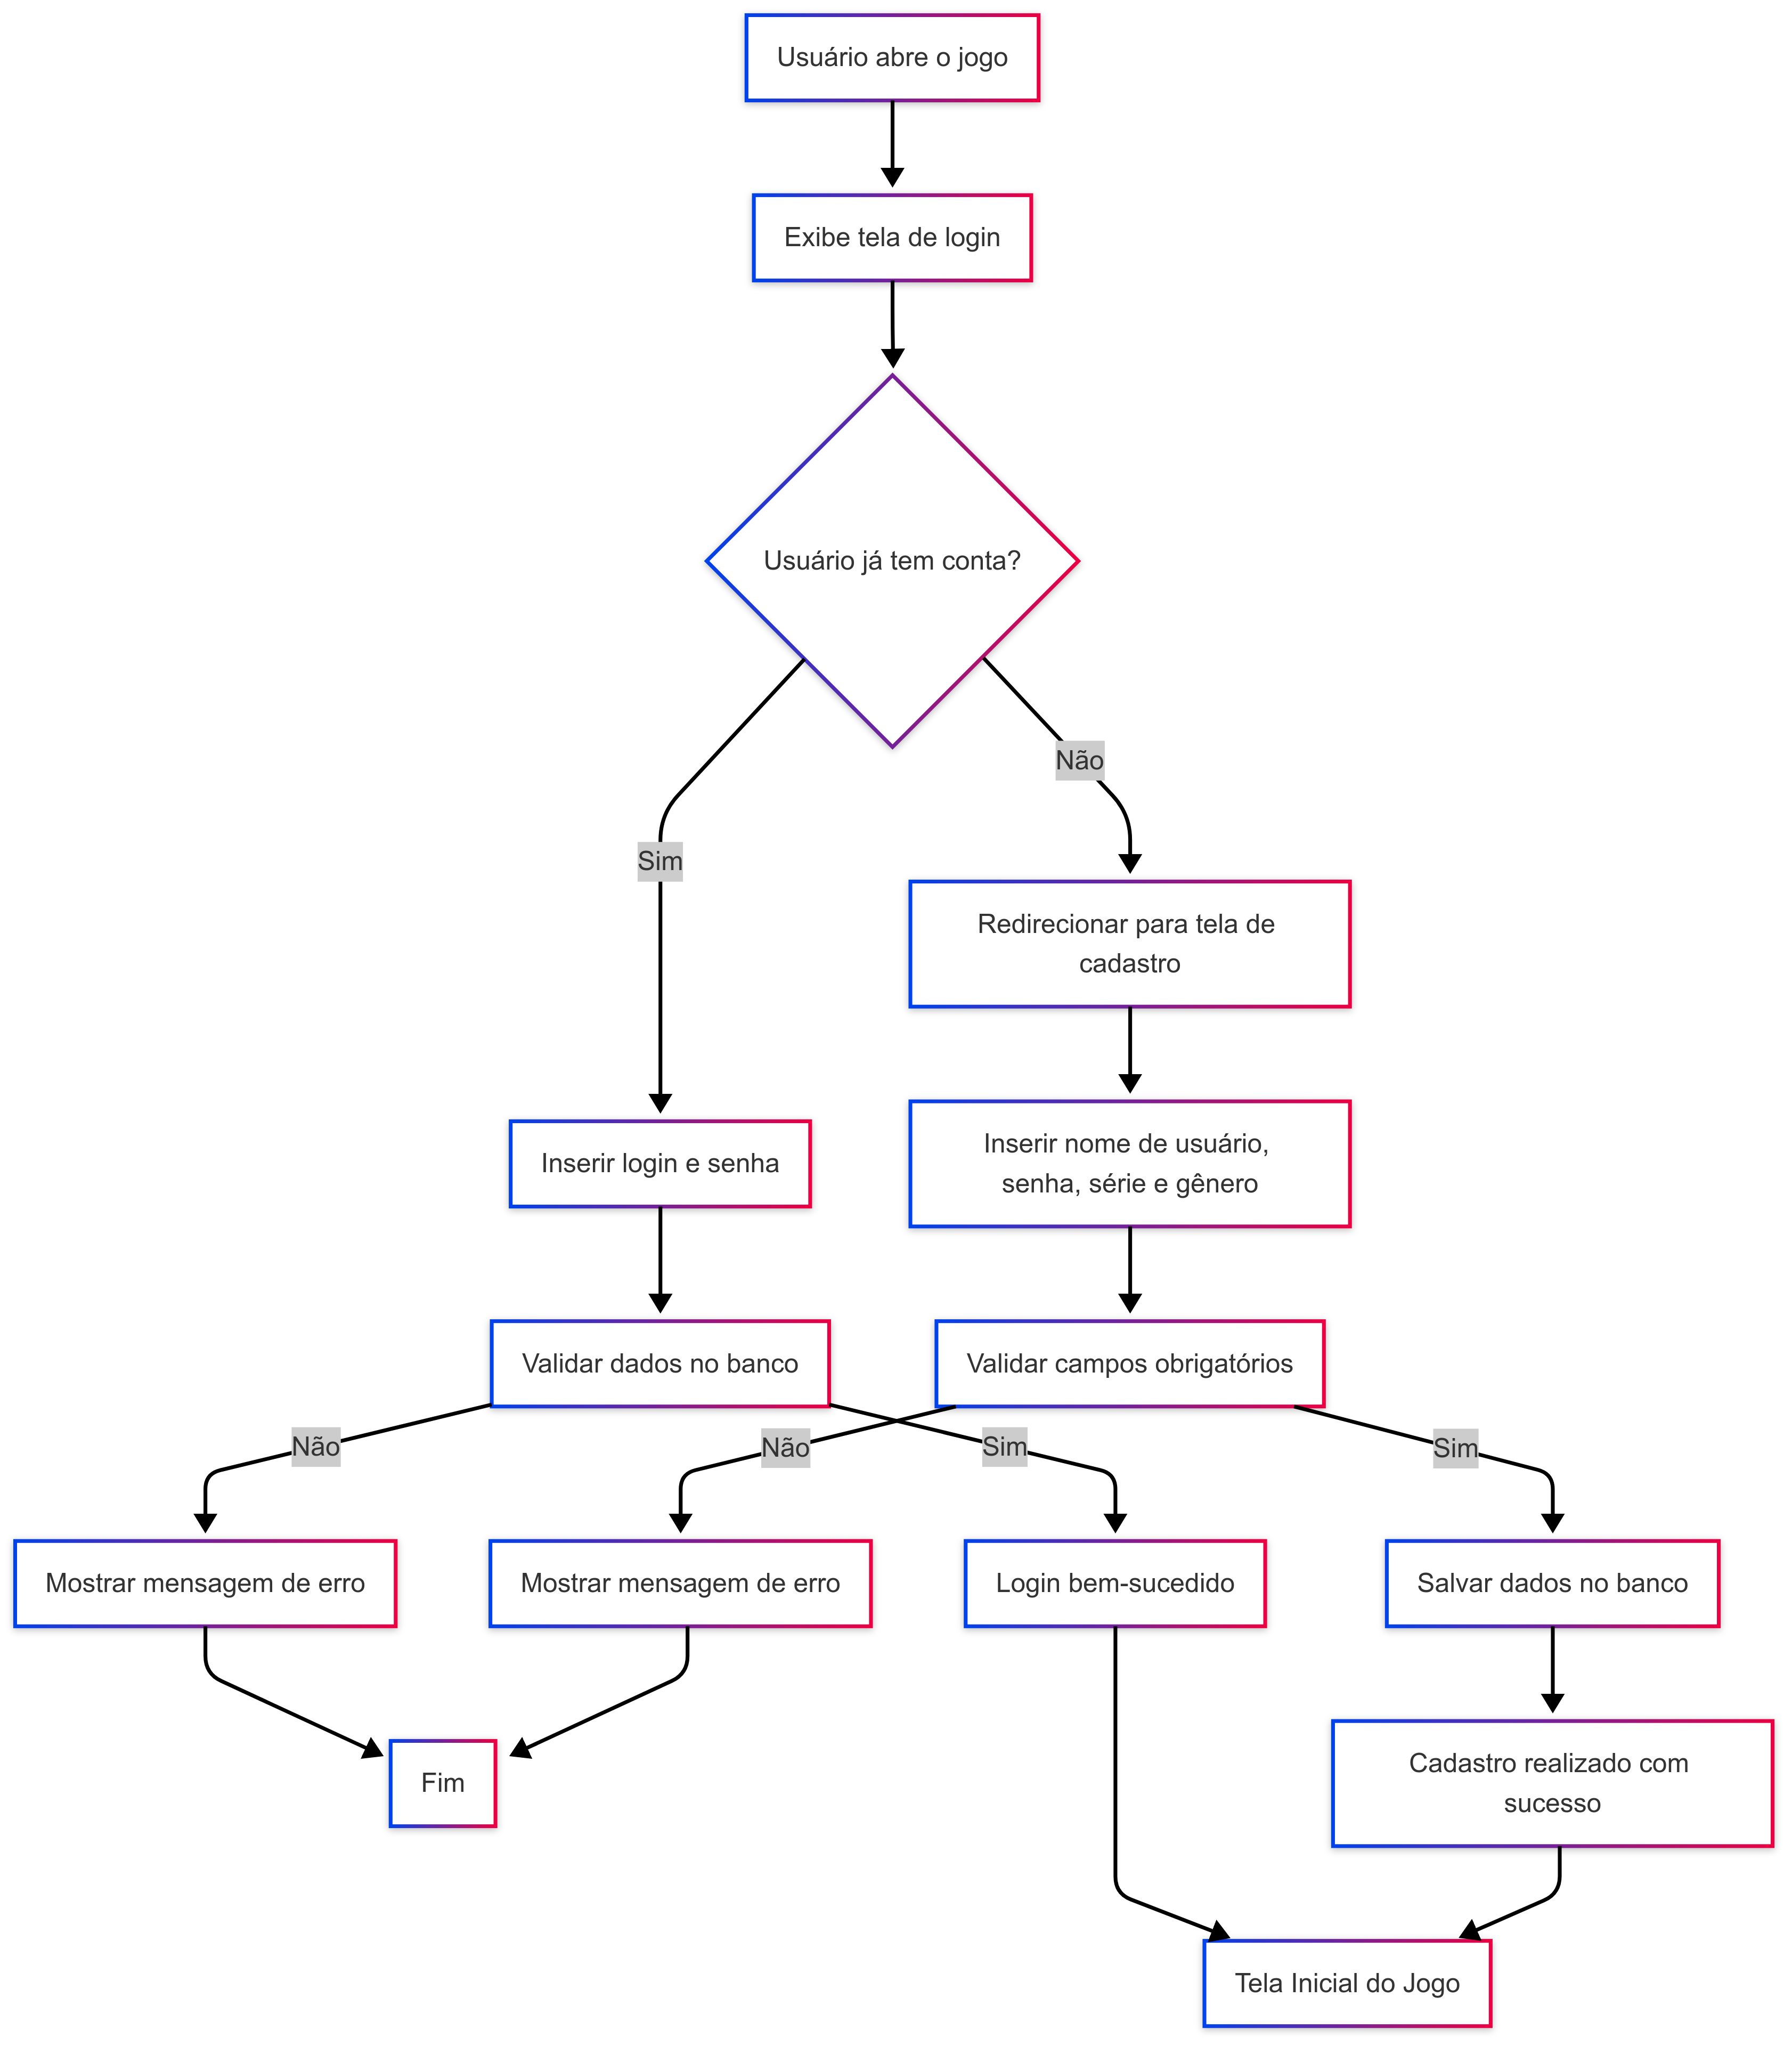 Usuário abre o jogo
Exibe tela de login
Usuário já tem conta?
Não
Sim
Redirecionar para tela de
cadastro
Inserir login e senha
Inserir nome de usuário,
senha, série e gênero
Validar dados no banco
Validar campos obrigatórios
Não
Não
Sim
Sim
Mostrar mensagem de erro
Mostrar mensagem de erro
Login bem-sucedido
Salvar dados no banco
Fim
Cadastro realizado com
sucesso
Tela Inicial do Jogo